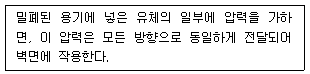 밀폐된 용기에 넣은 유체의 일부에 압력을 가하
면, 이 압력은 모든 방향으로 동일하게 전달되어
벽면에 작용한다.